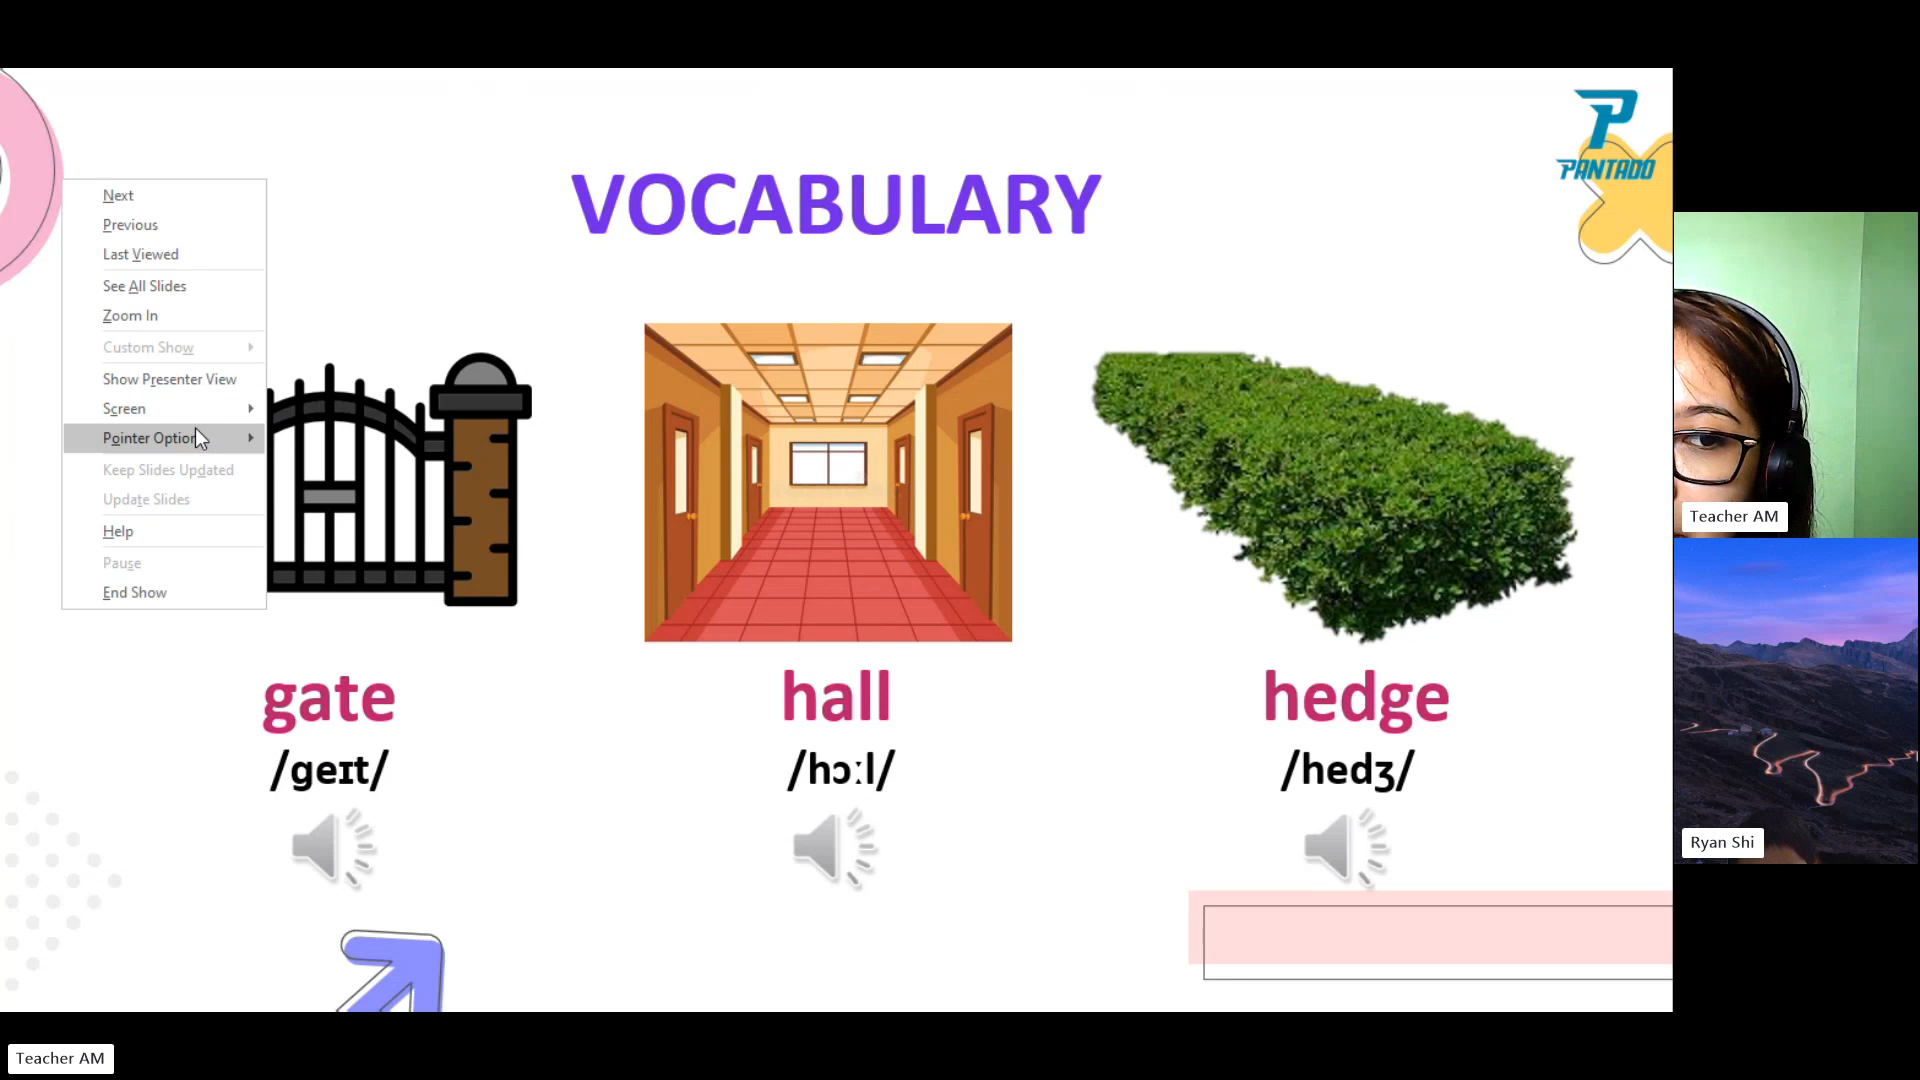 P
PANTADO
VOCABULARY
Next
Previous
Last Viewed
See All Slides
Zoom In
Custom Show
Show Presenter View
Screen
Pointer Option
Keep Slides Updated
Update Slides
Help
Pause
End Show
gate
hall
hedge
/geɪt/
/hɔːl/
/hedʒ/
Teacher AM
Ryan Shi
Teacher AM